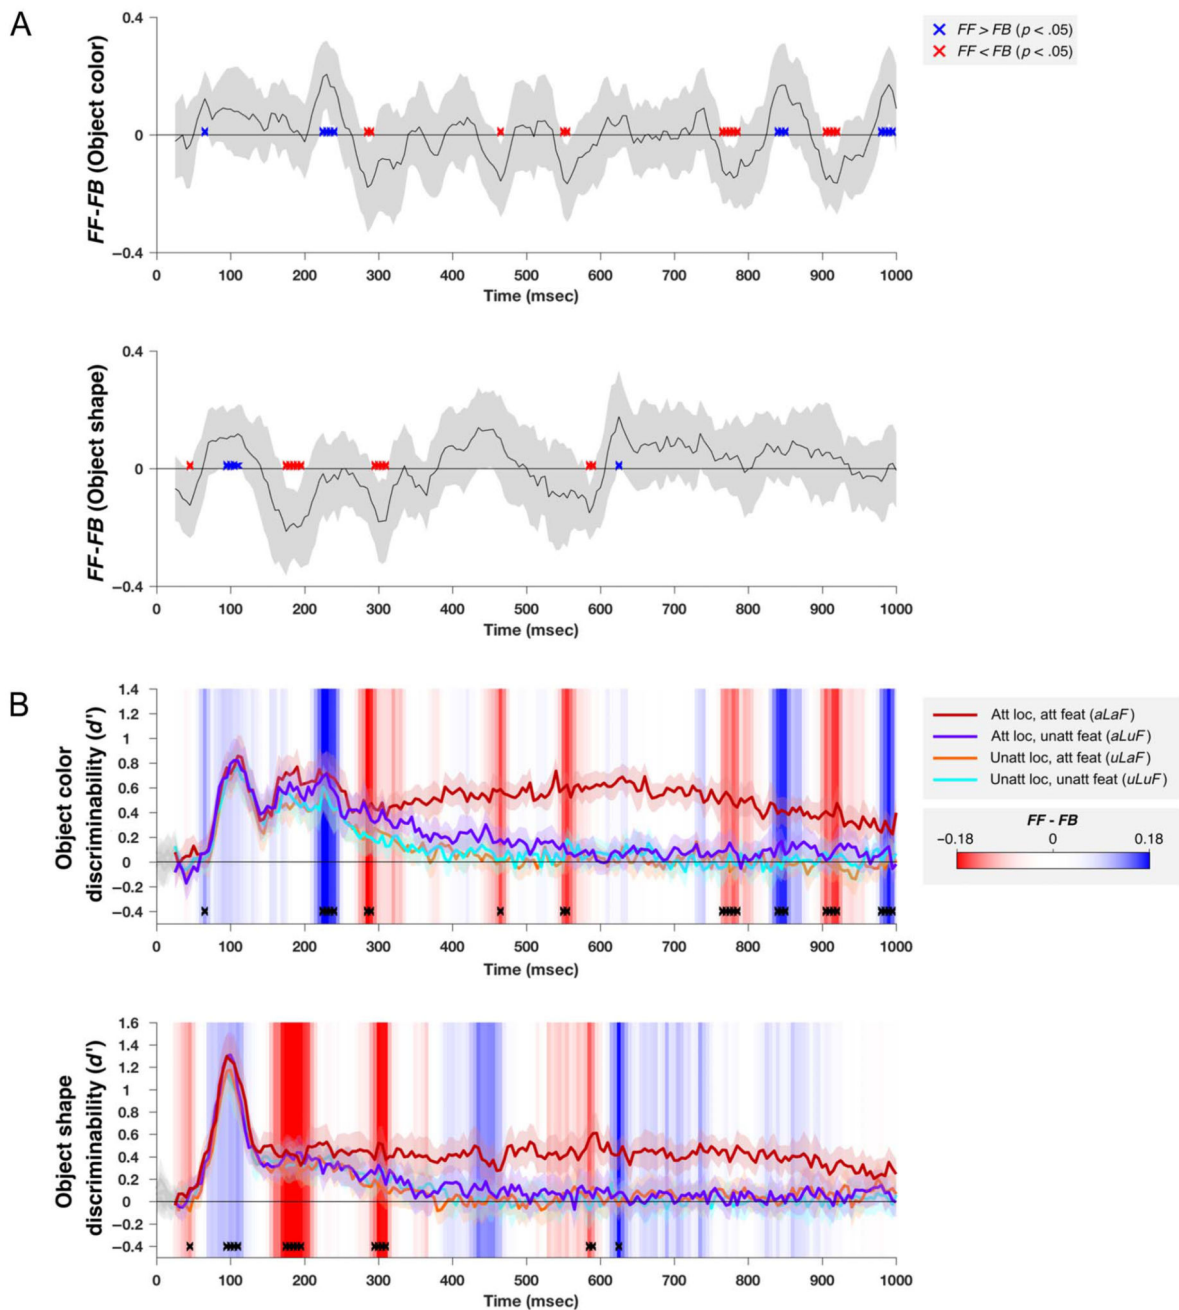 A
FF-FB (Object color)
0.4
0
−0.4
0 100 200 300 400 500 600 700 800 900 1000
Time (msec)
FF > FB (p < .05)
FF < FB (p < .05)
FF-FB (Object shape)
0.4
0
−0.4
0 100 200 300 400 500 600 700 800 900 1000
Time (msec)
B
Object color
discriminability (d')
1.4
1.2
1
0.8
0.6
0.4
0.2
0
−0.2
−0.4
0 100 200 300 400 500 600 700 800 900 1000
Time (msec)
Att loc, att feat (aLaF)
Att loc, unatt feat (aLuF)
Unatt loc, att feat (uLaF)
Unatt loc, unatt feat (uLuF)
FF - FB
−0.18 0 0.18
Object shape
discriminability (d')
1.6
1.4
1.2
1
0.8
0.6
0.4
0.2
0
−0.2
−0.4
0 100 200 300 400 500 600 700 800 900 1000
Time (msec)